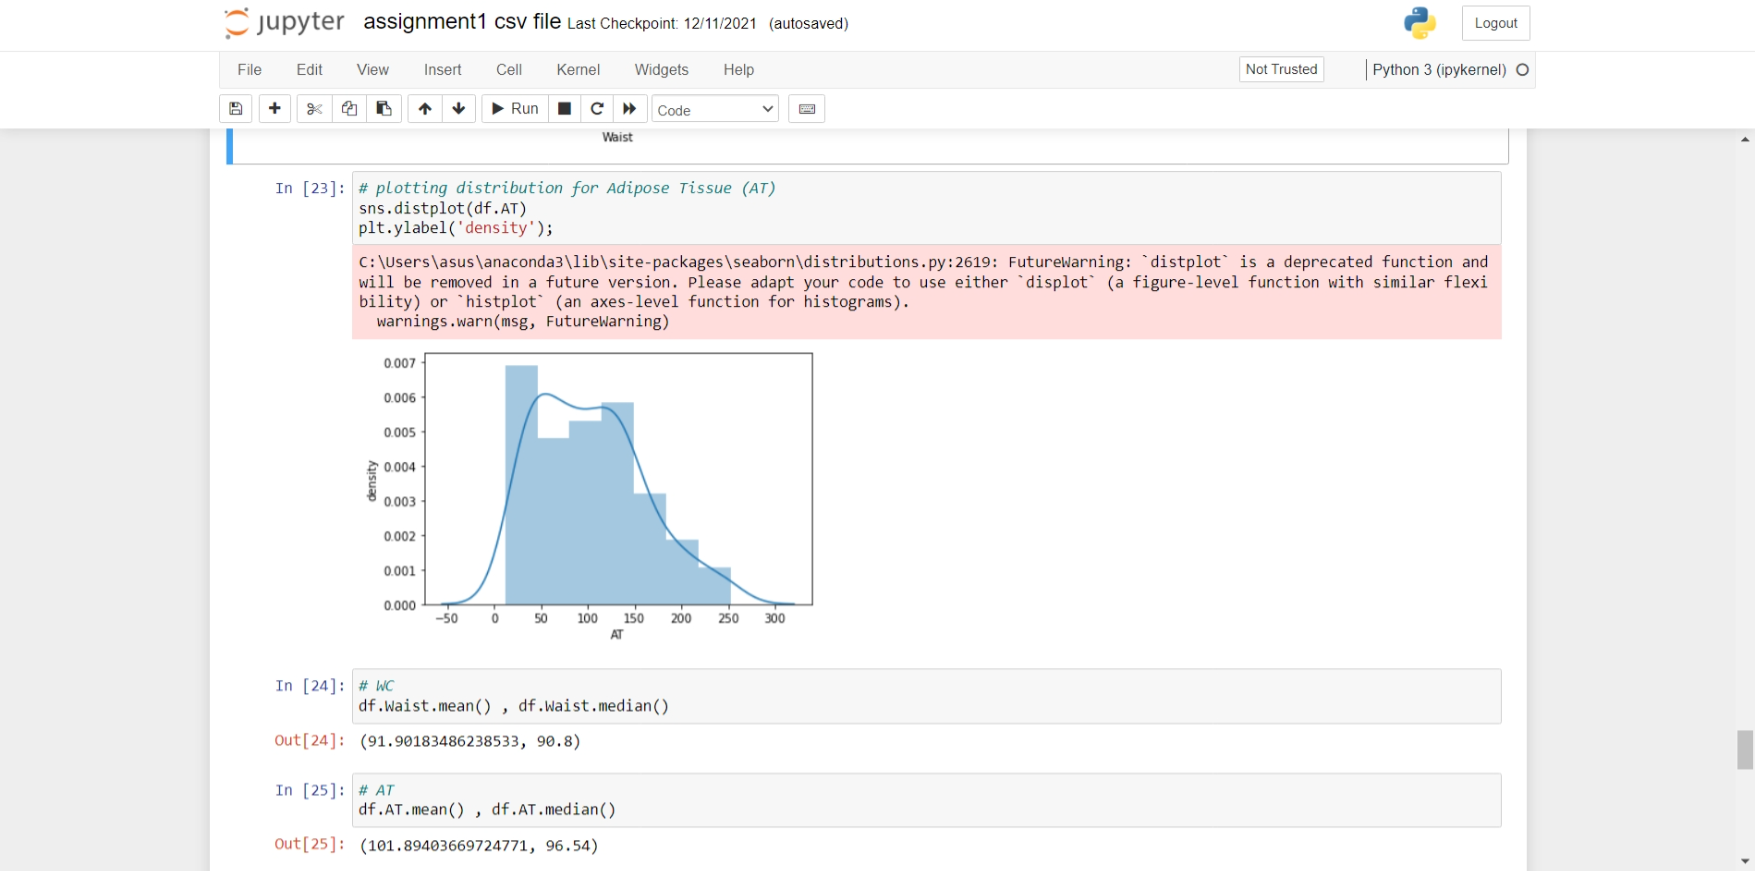 jupyter assignment1 csv file Last Checkpoint: 12/11/2021 (autosaved) Logout
File Edit View Insert Cell Kernel Widgets Help Not Trusted Python 3 (ipykernel)
Run Code
Waist
In [23]: # plotting distribution for Adipose Tissue (AT)
sns.distplot(df.AT)
plt.ylabel('density');
C:\Users\asus\anaconda3\lib\site-packages\seaborn\distributions.py:2619: FutureWarning: `distplot` is a deprecated function and
will be removed in a future version. Please adapt your code to use either `displot` (a figure-level function with similar flexi
bility) or `histplot` (an axes-level function for histograms).
warnings.warn(msg, FutureWarning)
0.007
0.006
0.005
0.004
0.003
0.002
0.001
0.000
density
−50 0 50 100 150 200 250 300
AT
In [24]: # WC
df.Waist.mean() , df.Waist.median()
Out[24]: (91.90183486238533, 90.8)
In [25]: # AT
df.AT.mean() , df.AT.median()
Out[25]: (101.89403669724771, 96.54)